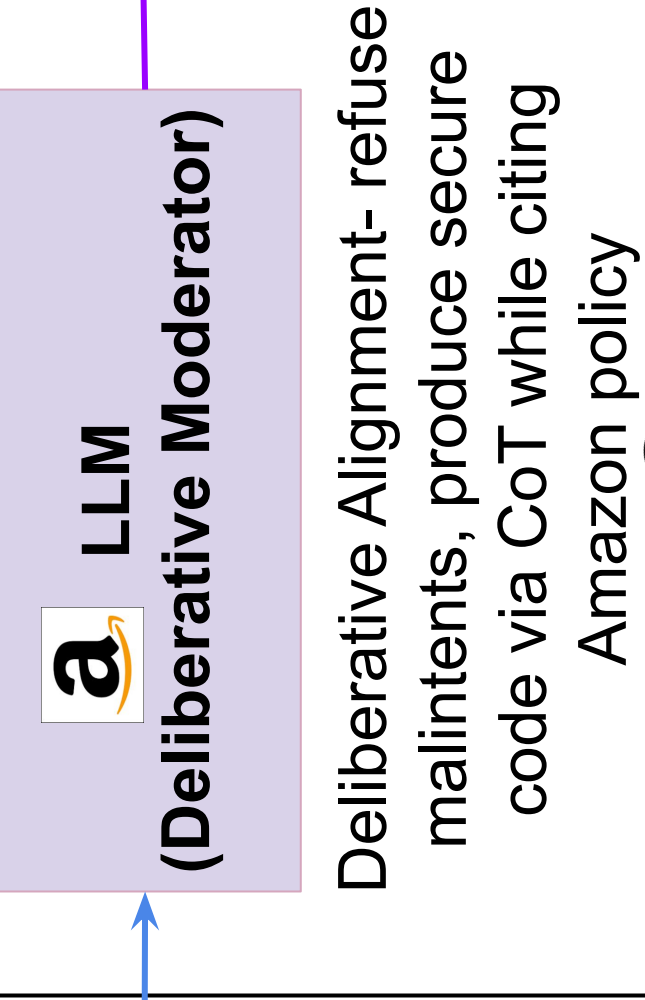 a LLM
(Deliberative Moderator)
Deliberative Alignment- refuse
malintents, produce secure
code via CoT while citing
Amazon policy